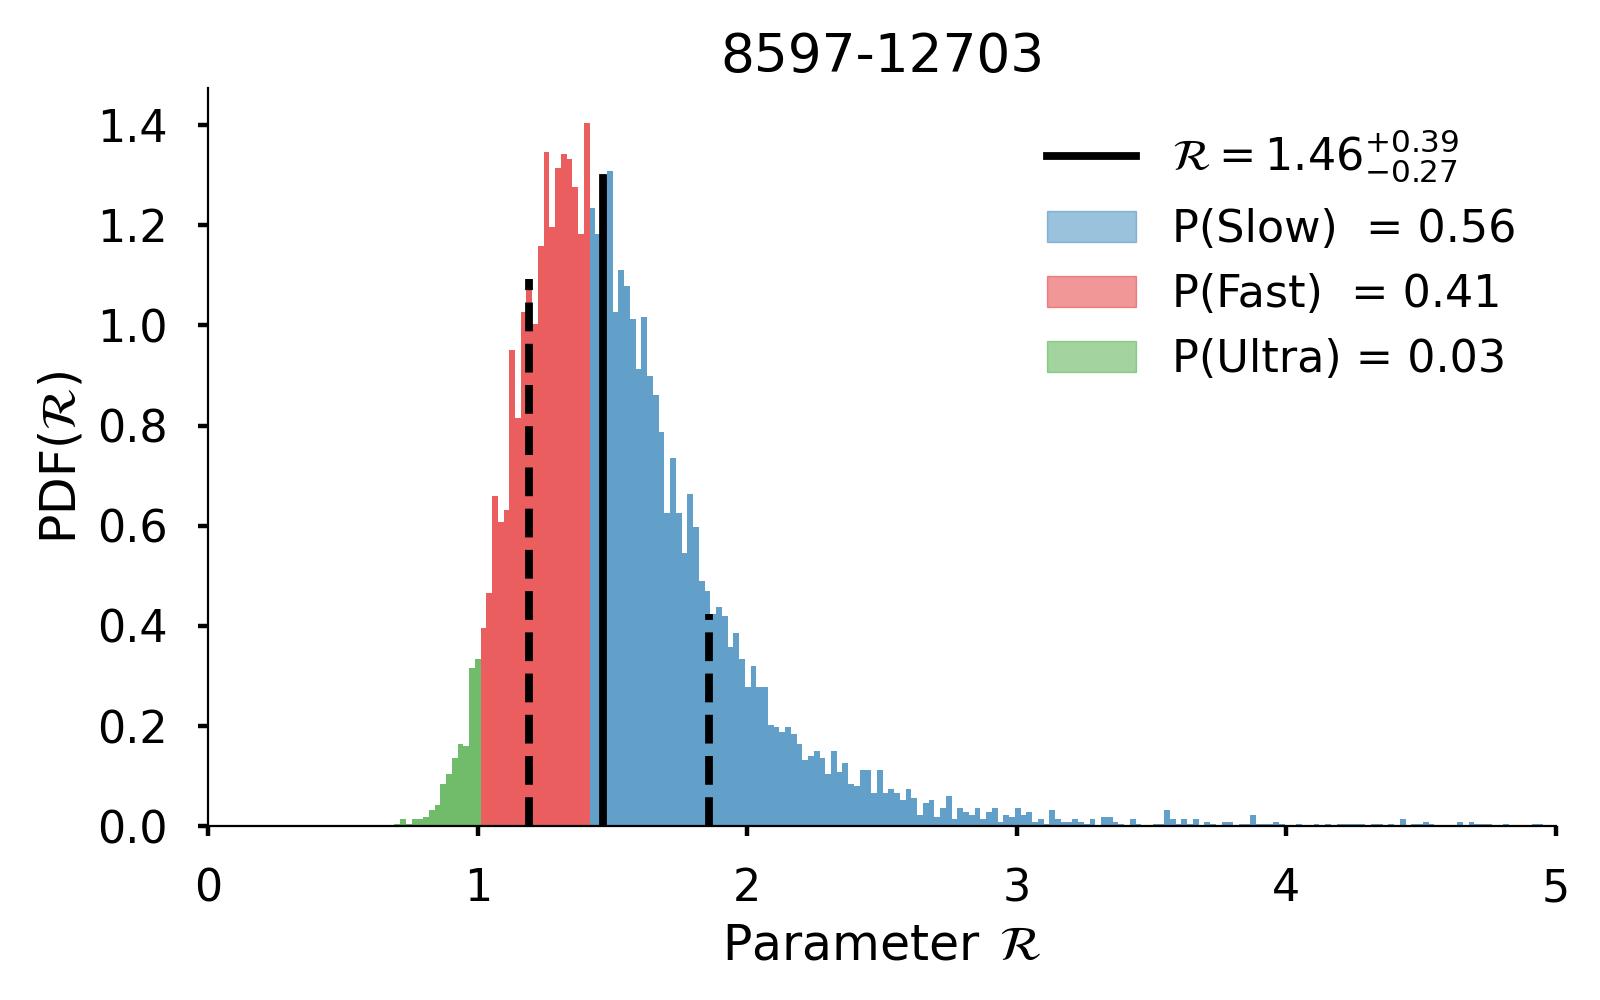 8597-12703
ℛ = 1.46+0.39−0.27
P(Slow) = 0.56
P(Fast) = 0.41
P(Ultra) = 0.03
PDF(ℛ)
1.4
1.2
1.0
0.8
0.6
0.4
0.2
0.0
0 1 2 3 4 5
Parameter ℛ